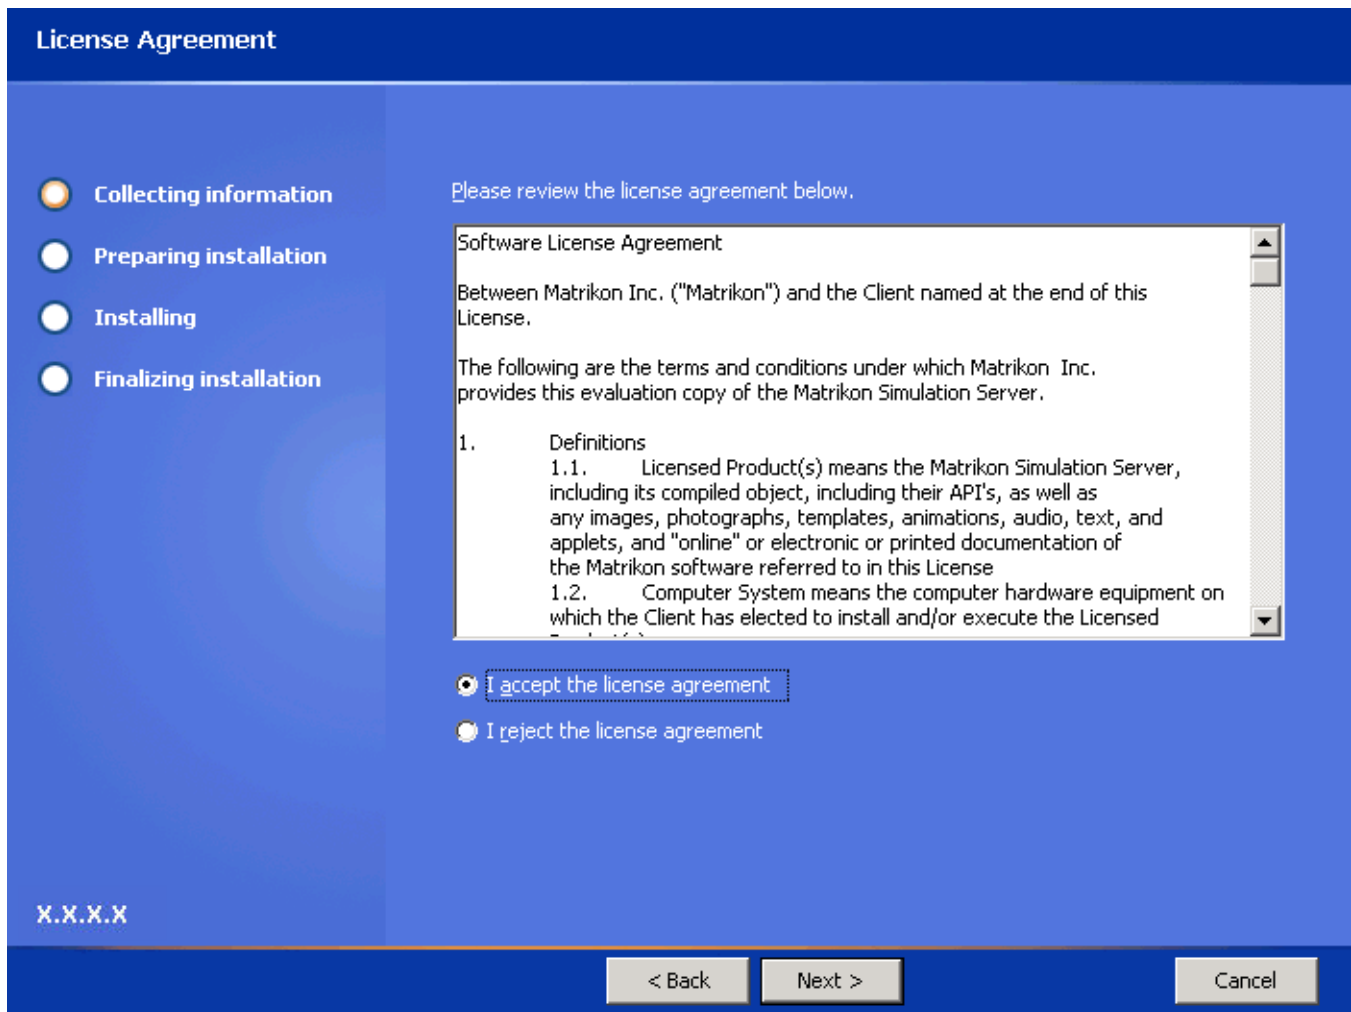 License Agreement
Collecting information
Preparing installation
Installing
Finalizing installation
X.X.X.X
Please review the license agreement below.
Software License Agreement
Between Matrikon Inc. ("Matrikon") and the Client named at the end of this
License.
The following are the terms and conditions under which Matrikon  Inc.
provides this evaluation copy of the Matrikon Simulation Server.
1. Definitions
1.1. Licensed Product(s) means the Matrikon Simulation Server,
including its compiled object, including their API's, as well as
any images, photographs, templates, animations, audio, text, and
applets, and "online" or electronic or printed documentation of
the Matrikon software referred to in this License
1.2. Computer System means the computer hardware equipment on
which the Client has elected to install and/or execute the Licensed
I accept the license agreement
I reject the license agreement
< Back
Next >
Cancel